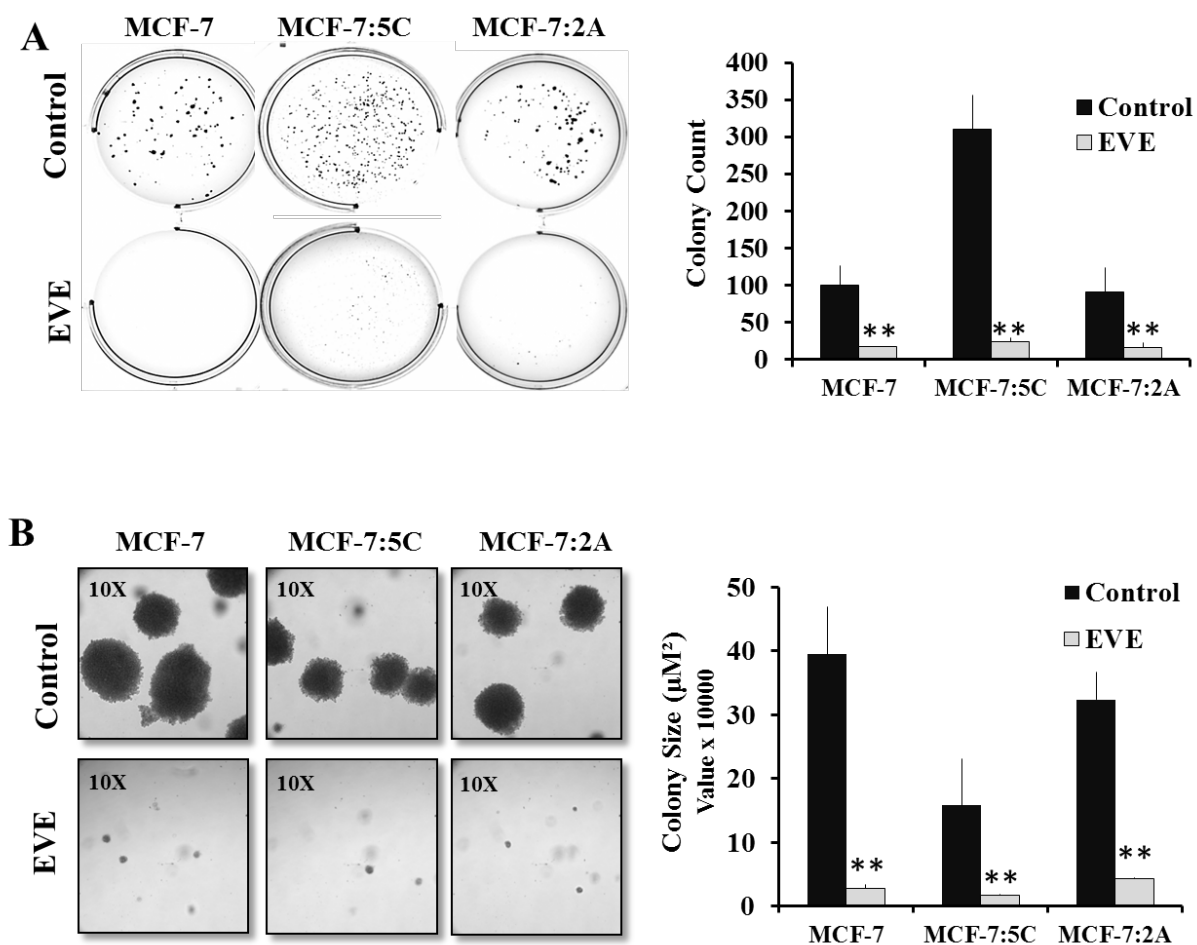 A
MCF-7 MCF-7:5C MCF-7:2A
Control
EVE
400
350
300
250
200
150
100
50
0
Colony Count
Control
EVE
** ** **
MCF-7 MCF-7:5C MCF-7:2A
B
MCF-7 MCF-7:5C MCF-7:2A
10X 10X 10X
Control
10X 10X 10X
EVE
50
40
30
20
10
0
Colony Size (µM²)
Value x 10000
Control
EVE
** ** **
MCF-7 MCF-7:5C MCF-7:2A